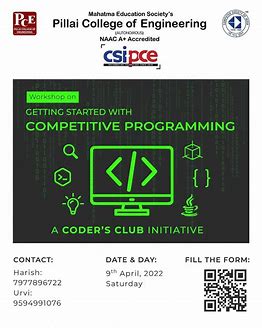 Mahatma Education Society's
PCE
Pillai College of Engineering
(AUTONOMOUS)
NAAC A+ Accredited
csipce
Workshop on
GETTING STARTED WITH
COMPETITIVE PROGRAMMING
</>
{ }
A CODER'S CLUB INITIATIVE
CONTACT:
Harish:
7977896722
Urvi:
9594991076
DATE & DAY:
9th April, 2022
Saturday
FILL THE FORM: